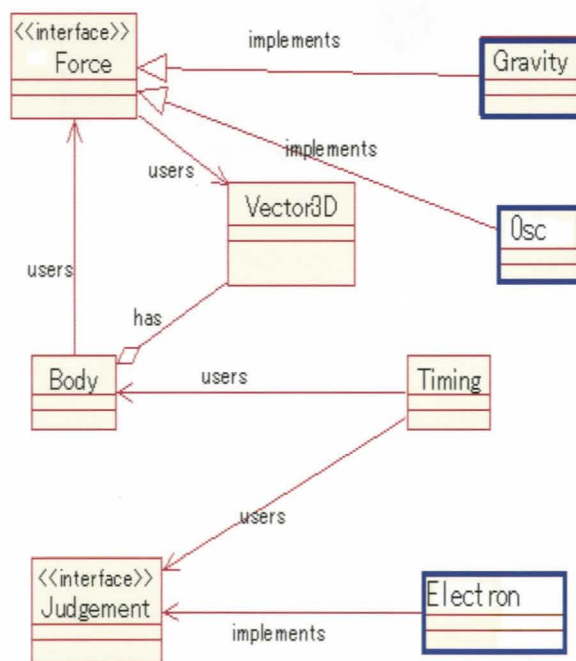 <<interface>>
Force
implements
Gravity
implements
users
Vector3D
Osc
users
has
Body
users
Timing
users
<<interface>>
Judgement
Electron
implements